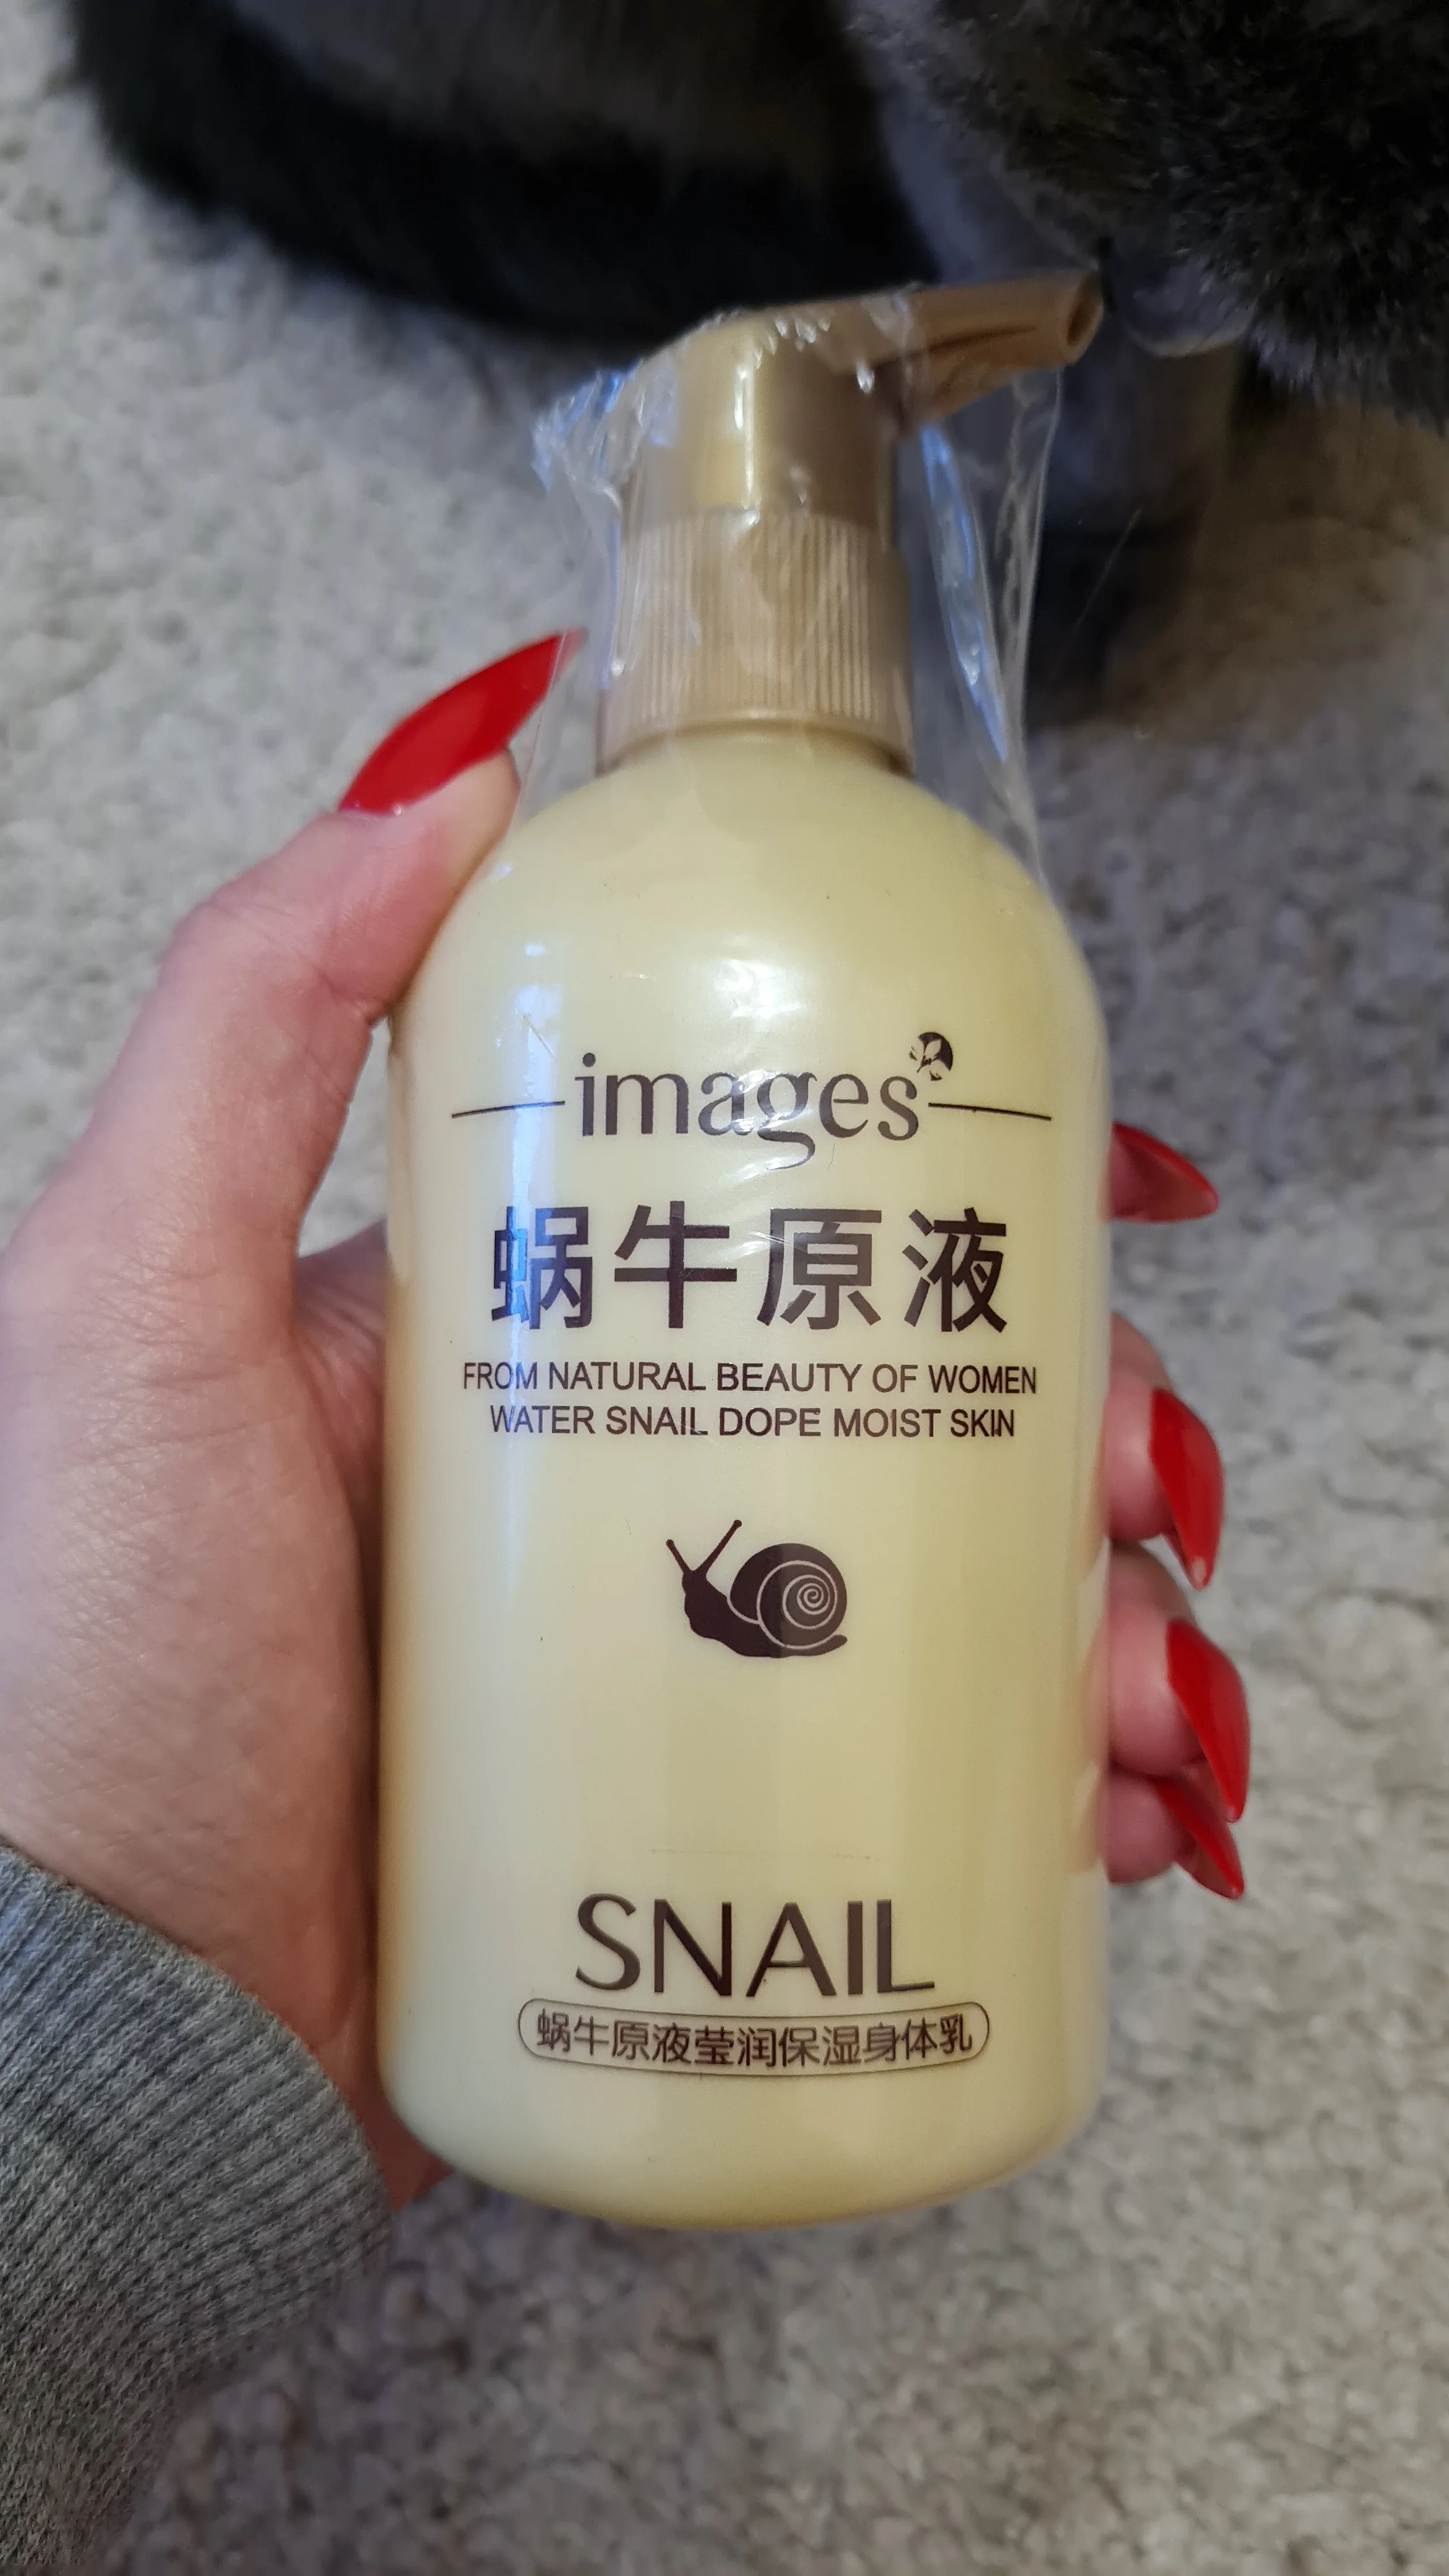 images
蜗牛原液
FROM NATURAL BEAUTY OF WOMEN
WATER SNAIL DOPE MOIST SKIN
SNAIL
蜗牛原液莹润保湿身体乳